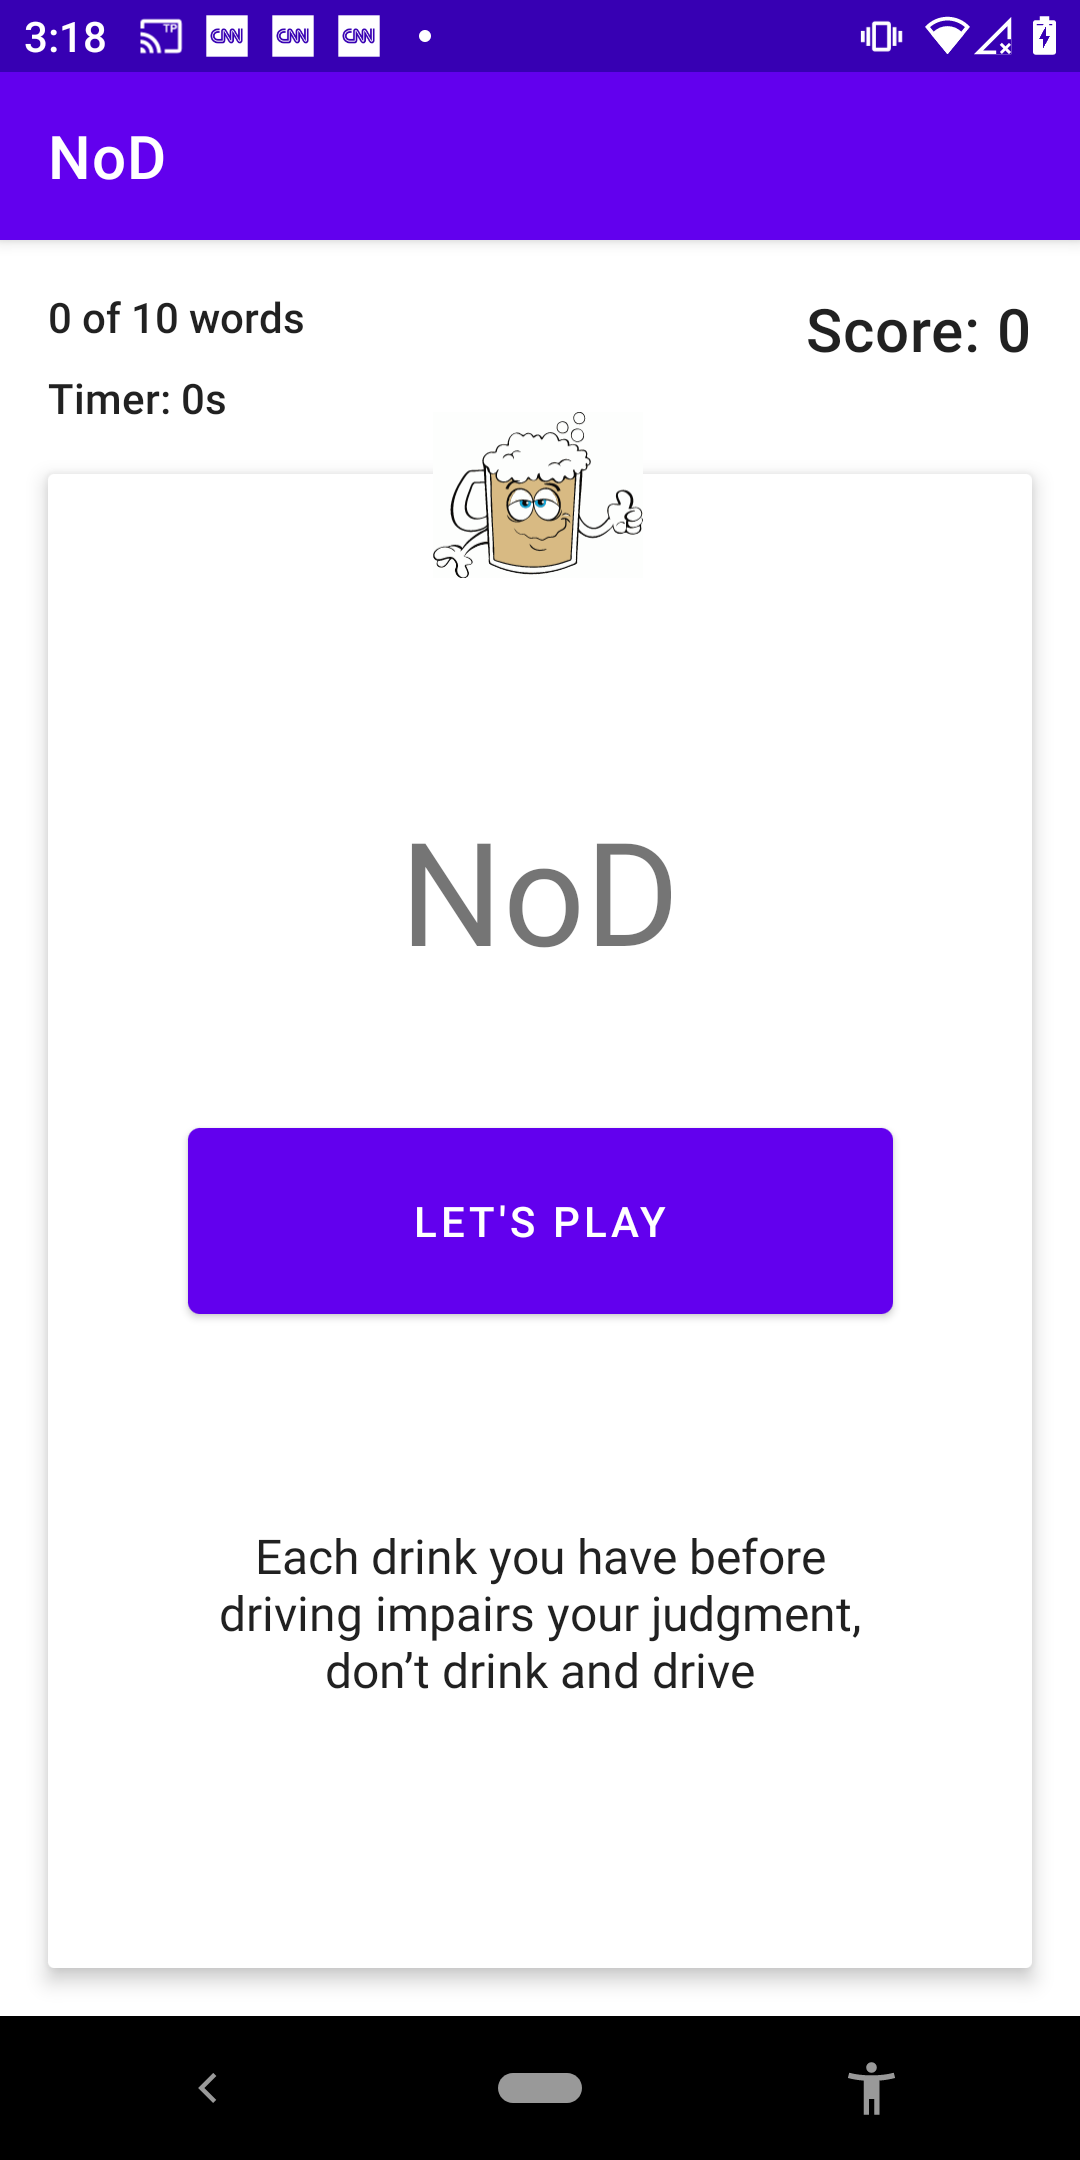 3:18
TP
CNN CNN CNN
NoD
0 of 10 words
Score: 0
Timer: 0s
NoD
LET'S PLAY
Each drink you have before
driving impairs your judgment,
don’t drink and drive